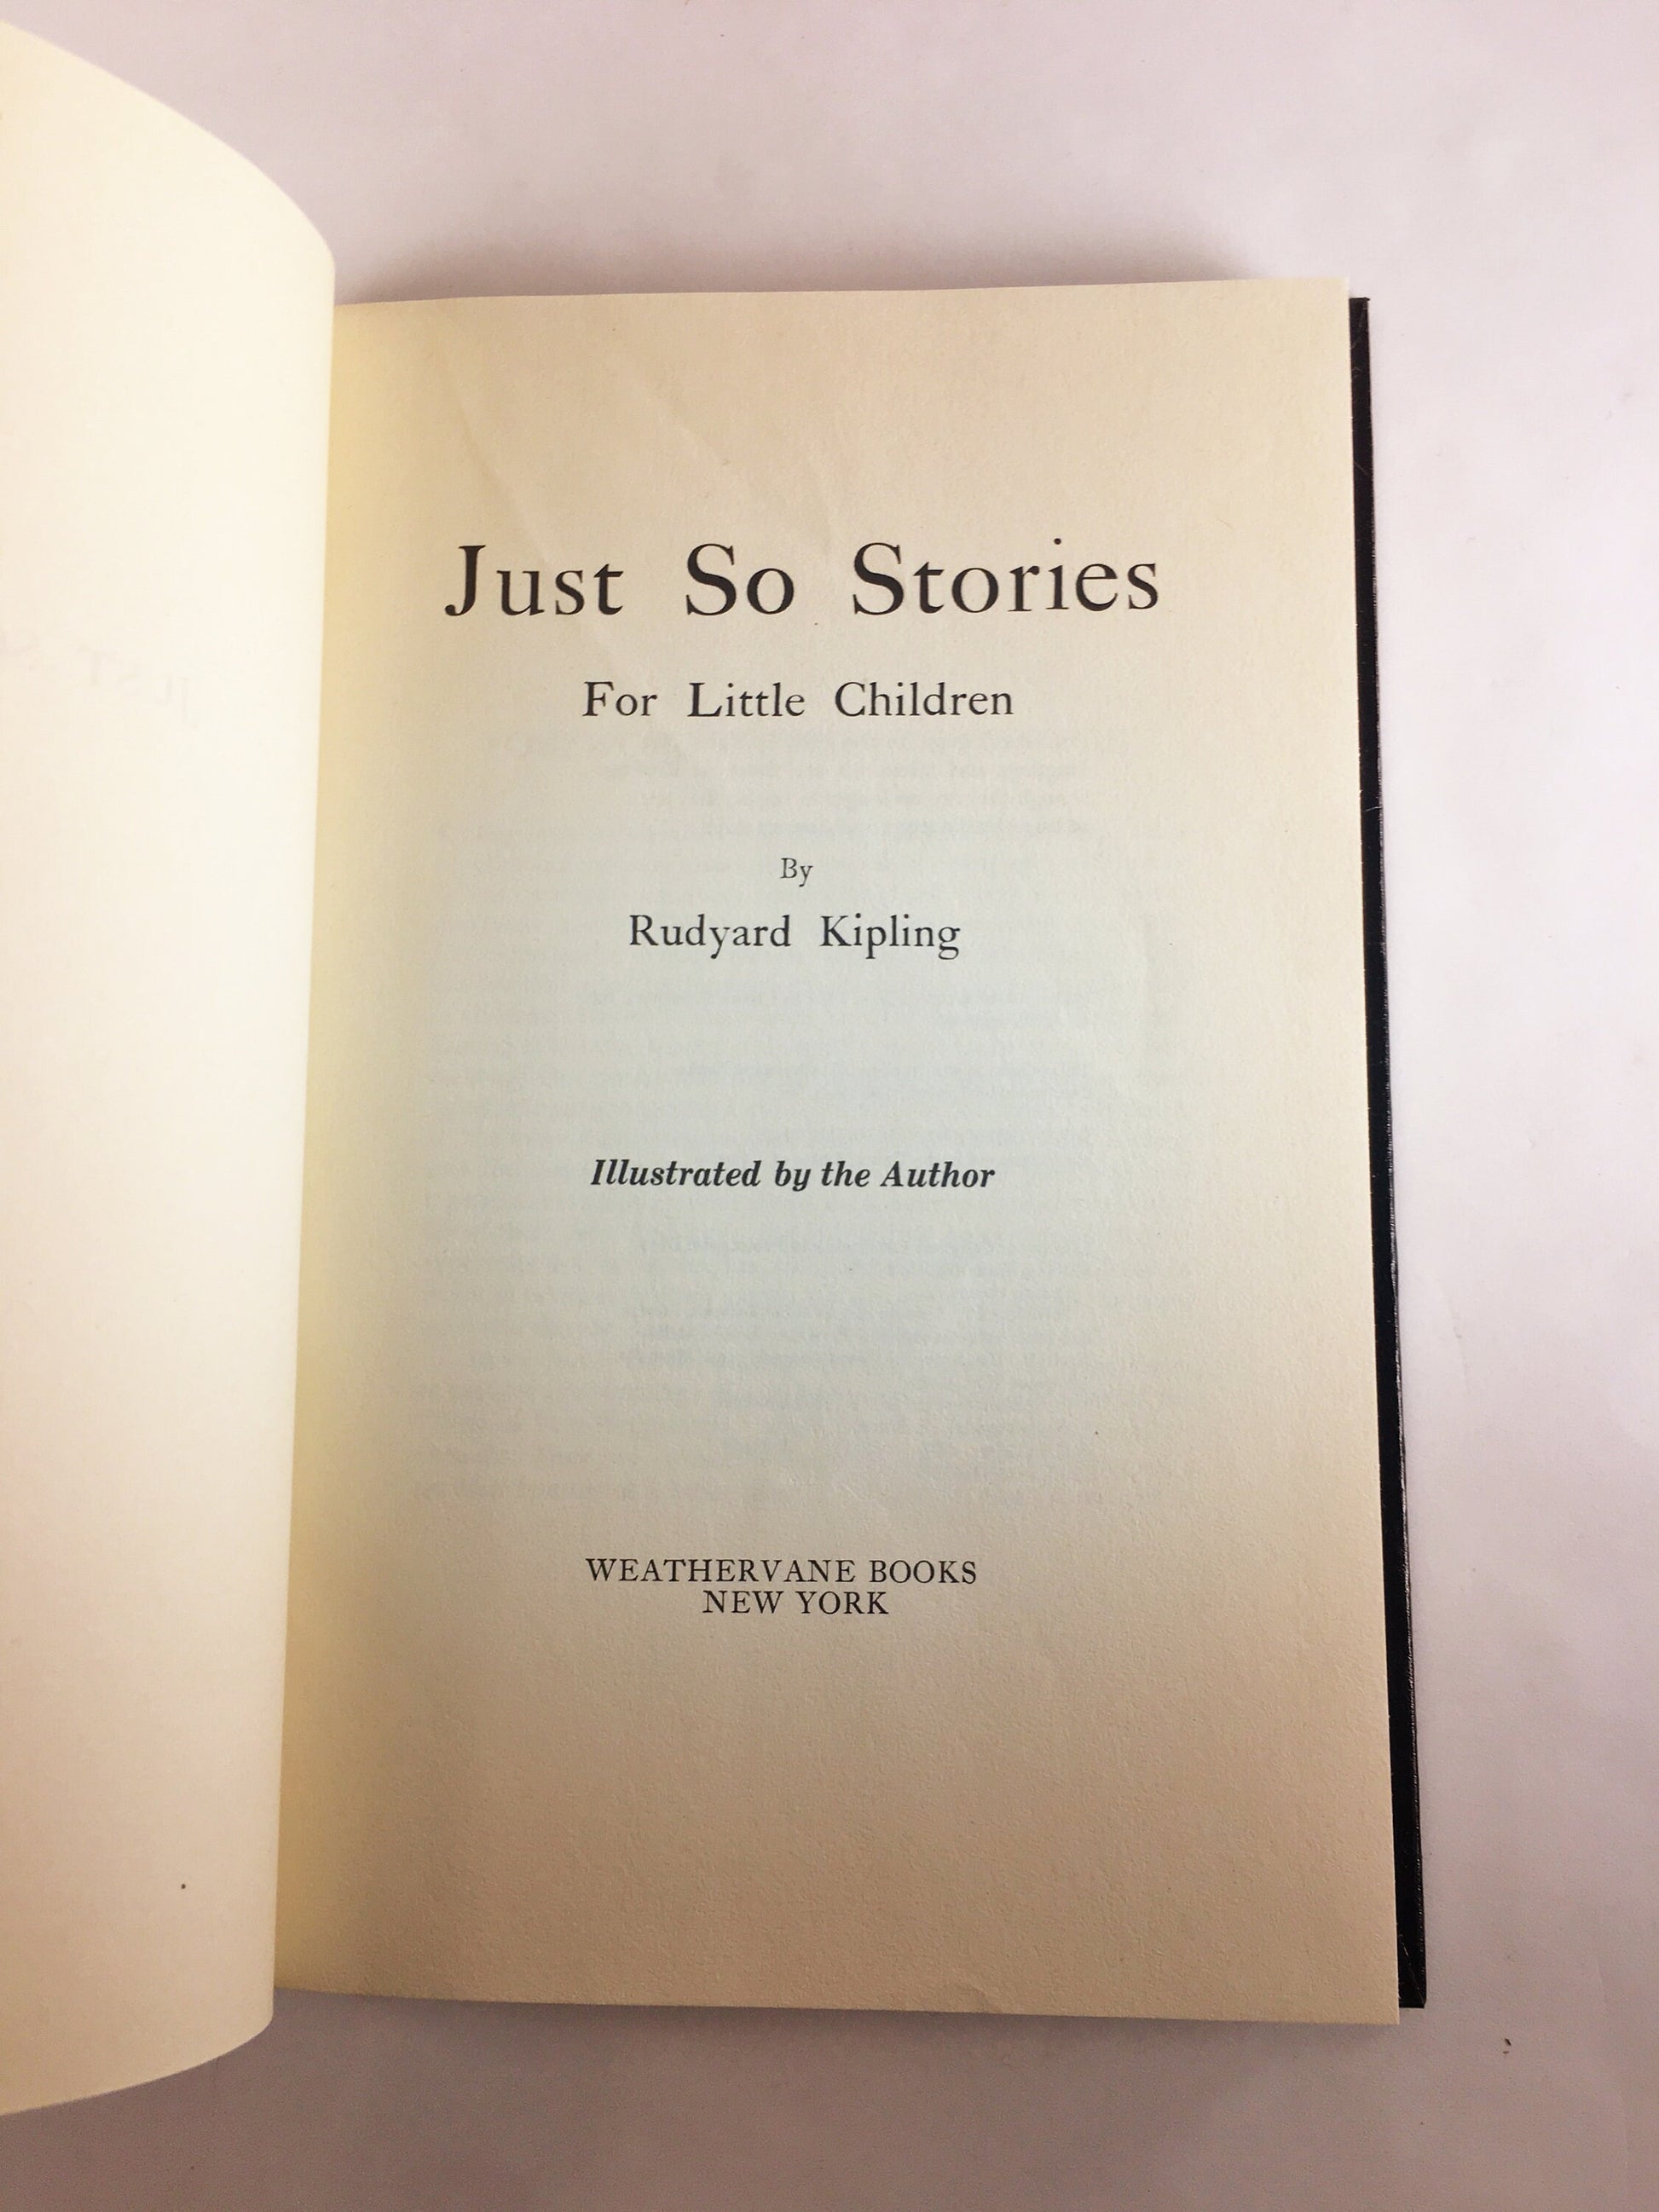 Just So Stories
For Little Children
By
Rudyard Kipling
Illustrated by the Author
WEATHERVANE BOOKS
NEW YORK